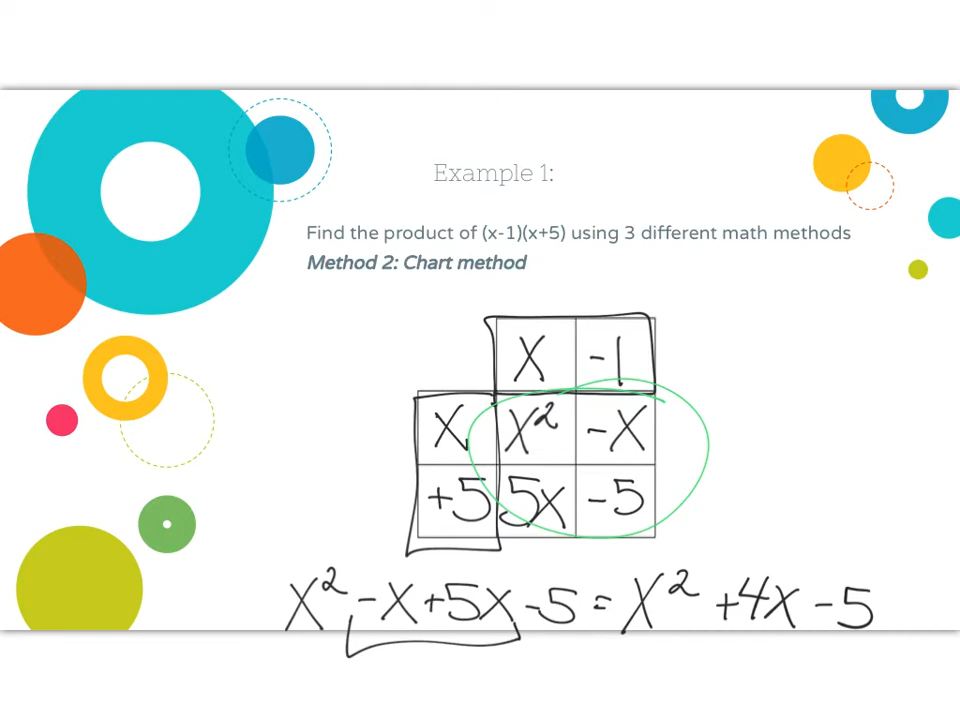 Example 1:
Find the product of (x-1)(x+5) using 3 different math methods
Method 2: Chart method
X -1
X X² -X
+5 5X -5
X² -X+5X-5 = X² +4X -5